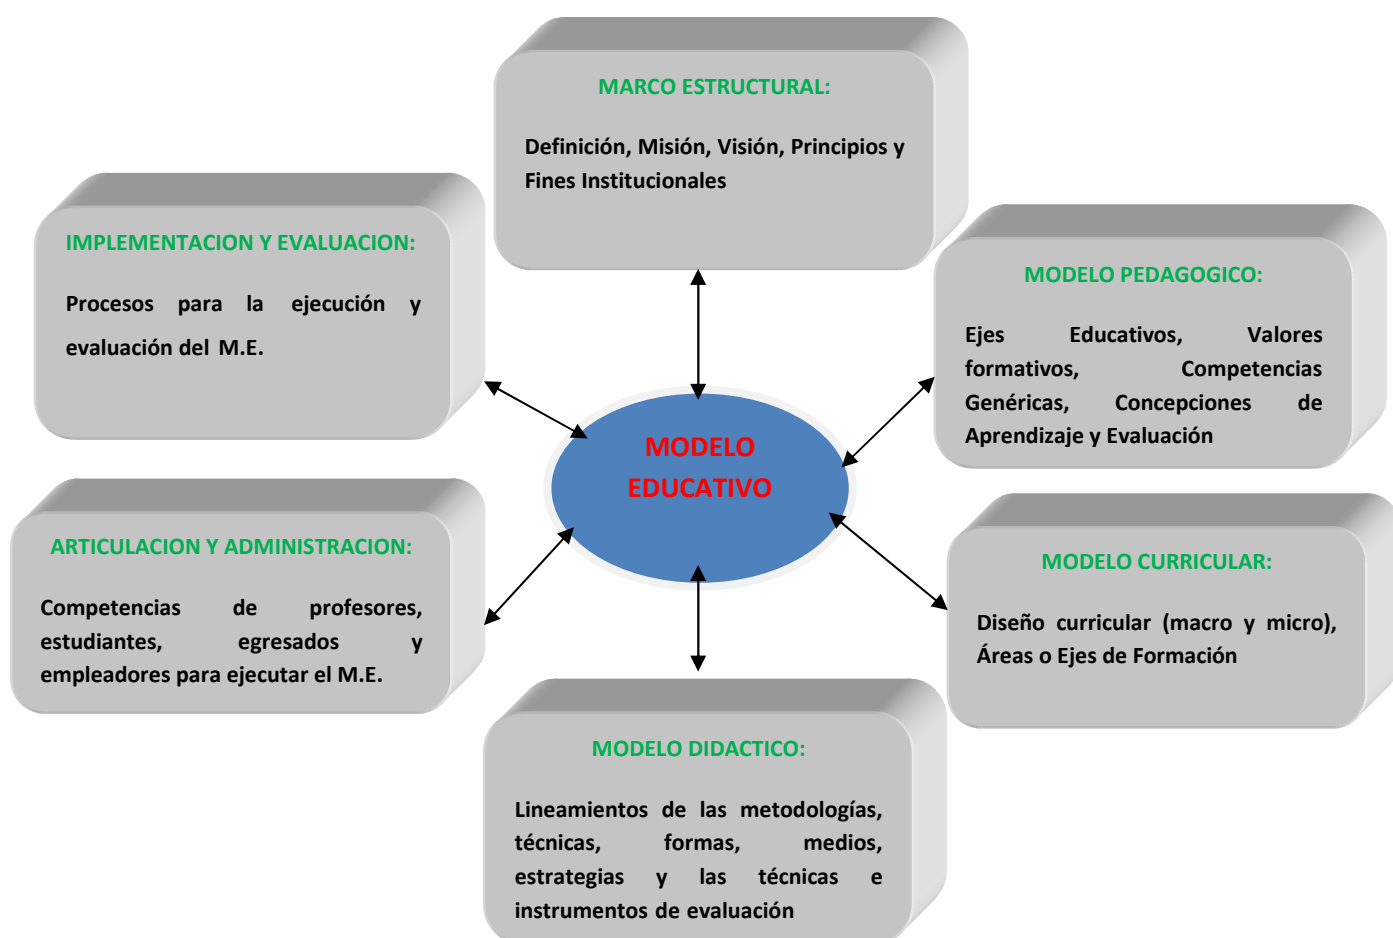 MARCO ESTRUCTURAL:
Definición, Misión, Visión, Principios y
Fines Institucionales
IMPLEMENTACION Y EVALUACION:
Procesos para la ejecución y
evaluación del M.E.
MODELO PEDAGOGICO:
Ejes Educativos, Valores
formativos, Competencias
Genéricas, Concepciones de
Aprendizaje y Evaluación
MODELO
EDUCATIVO
ARTICULACION Y ADMINISTRACION:
Competencias de profesores,
estudiantes, egresados y
empleadores para ejecutar el M.E.
MODELO CURRICULAR:
Diseño curricular (macro y micro),
Áreas o Ejes de Formación
MODELO DIDACTICO:
Lineamientos de las metodologías,
técnicas, formas, medios,
estrategias y las técnicas e
instrumentos de evaluación